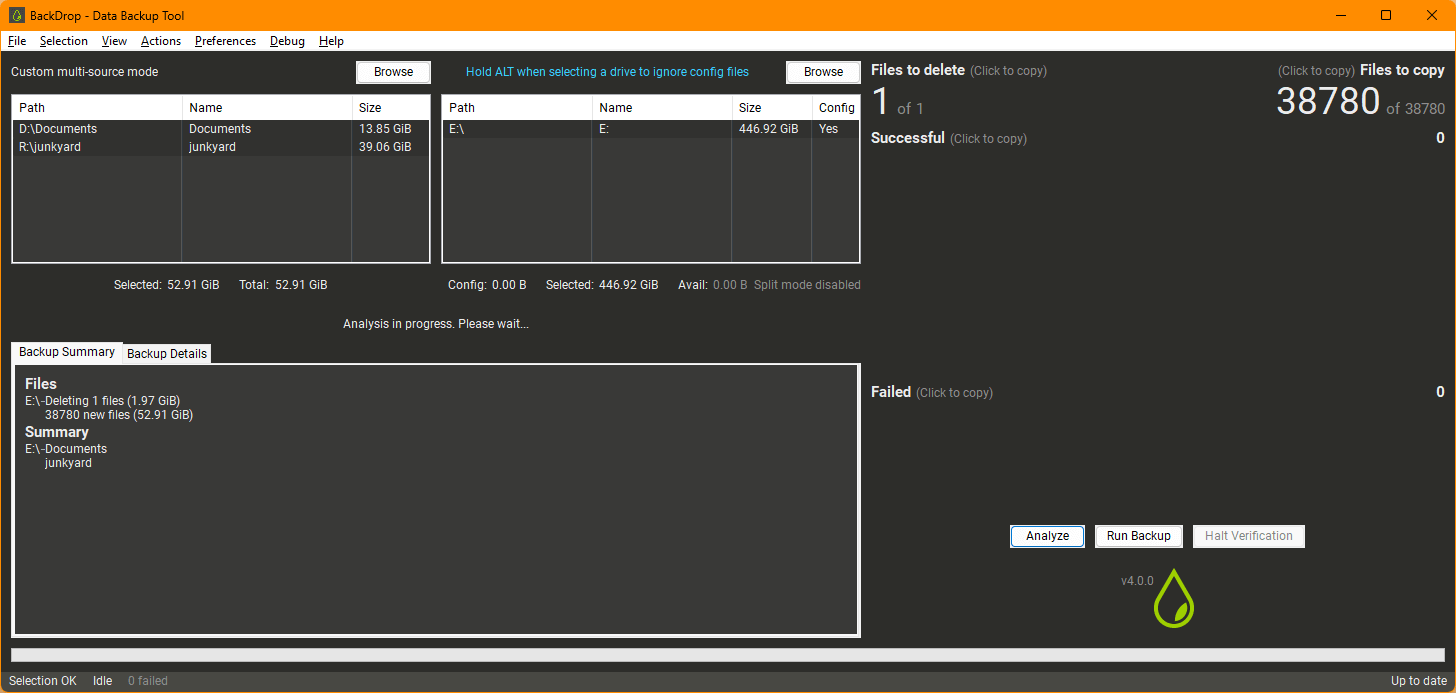 BackDrop - Data Backup Tool
File Selection View Actions Preferences Debug Help
Custom multi-source mode
Browse
Path Name Size
D:\Documents Documents 13.85 GiB
R:\junkyard junkyard 39.06 GiB
Selected: 52.91 GiB Total: 52.91 GiB
Hold ALT when selecting a drive to ignore config files
Browse
Path Name Size Config
E:\ E: 446.92 GiB Yes
Config: 0.00 B Selected: 446.92 GiB Avail: 0.00 B Split mode disabled
Analysis in progress. Please wait...
Backup Summary Backup Details
Files
E:\-Deleting 1 files (1.97 GiB)
38780 new files (52.91 GiB)
Summary
E:\-Documents
junkyard
Files to delete (Click to copy)
1 of 1
(Click to copy) Files to copy
38780 of 38780
Successful (Click to copy) 0
Failed (Click to copy) 0
Analyze Run Backup Halt Verification
v4.0.0
Selection OK Idle 0 failed Up to date